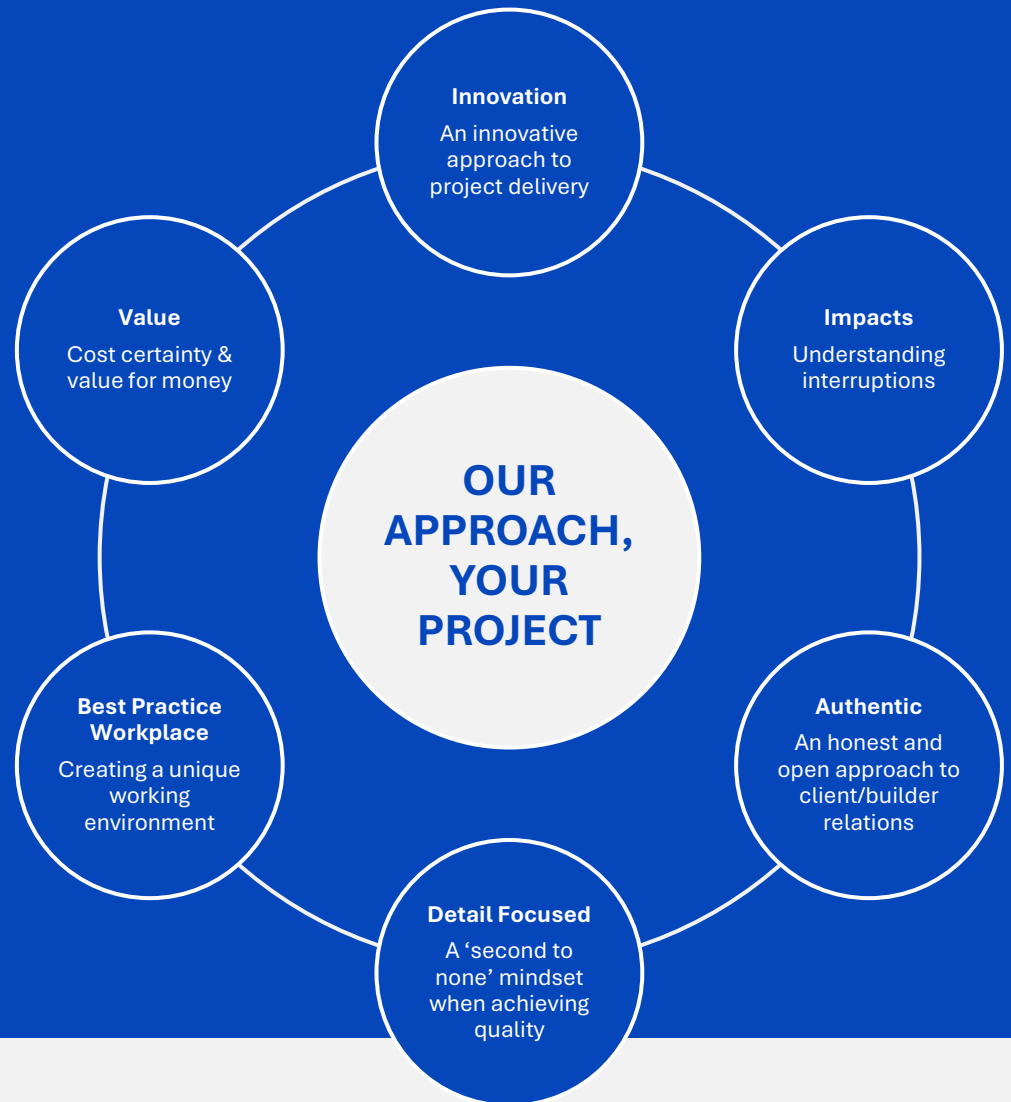 Innovation
An innovative
approach to
project delivery
Value
Cost certainty &
value for money
Impacts
Understanding
interruptions
OUR
APPROACH,
YOUR
PROJECT
Best Practice
Workplace
Creating a unique
working
environment
Authentic
An honest and
open approach to
client/builder
relations
Detail Focused
A ‘second to
none’ mindset
when achieving
quality